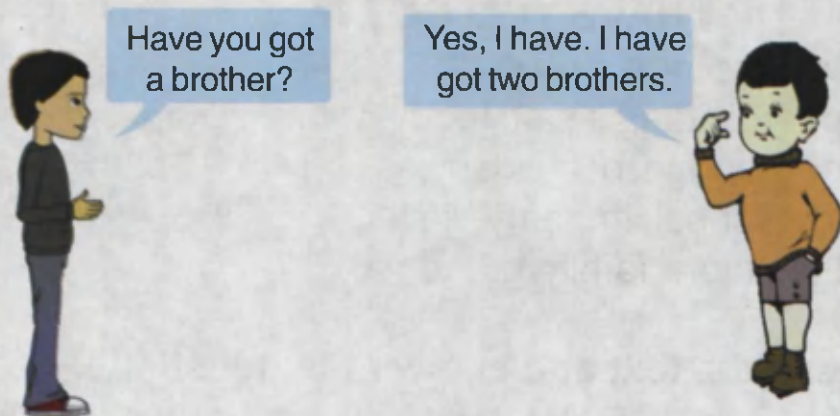 Have you got
a brother?
Yes, I have. I have
got two brothers.